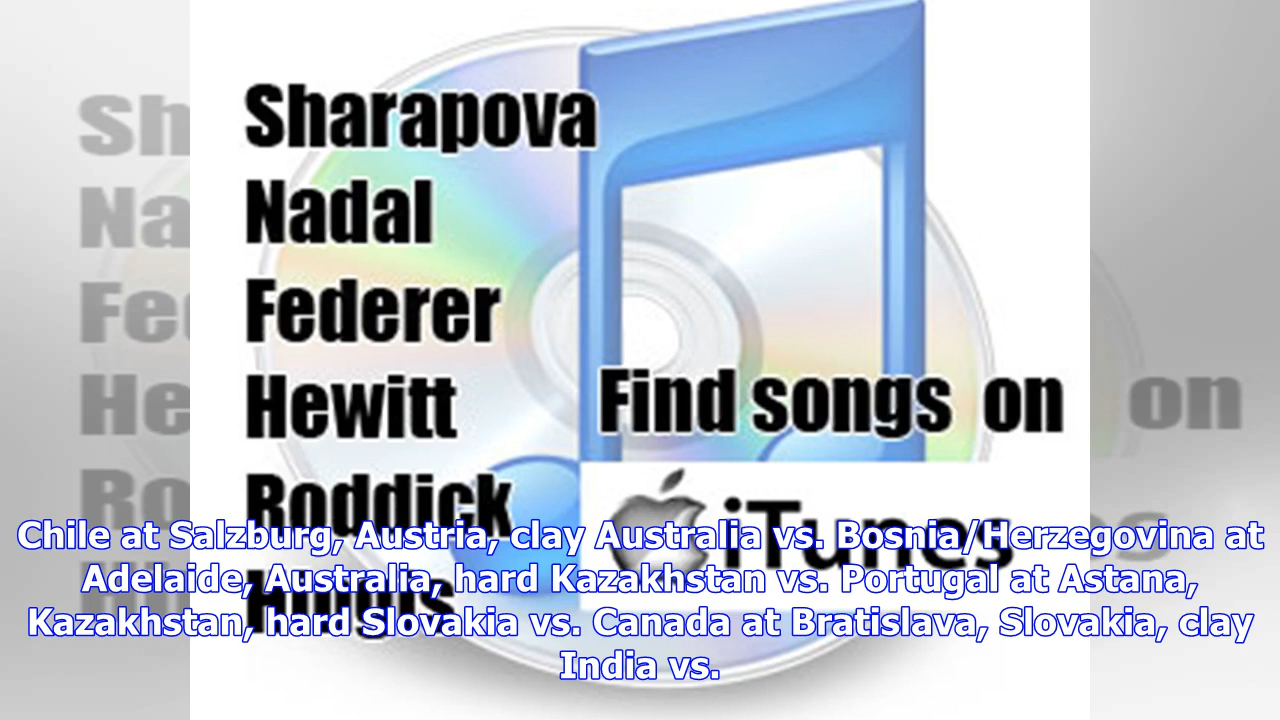 Sharapova
Nadal
Federer
Hewitt
Find songs on
on
Roddick
iTunes
Chile at Salzburg, Austria, clay Australia vs. Bosnia/Herzegovina at
Adelaide, Australia, hard Kazakhstan vs. Portugal at Astana,
Kazakhstan, hard Slovakia vs. Canada at Bratislava, Slovakia, clay
India vs.
Hingis